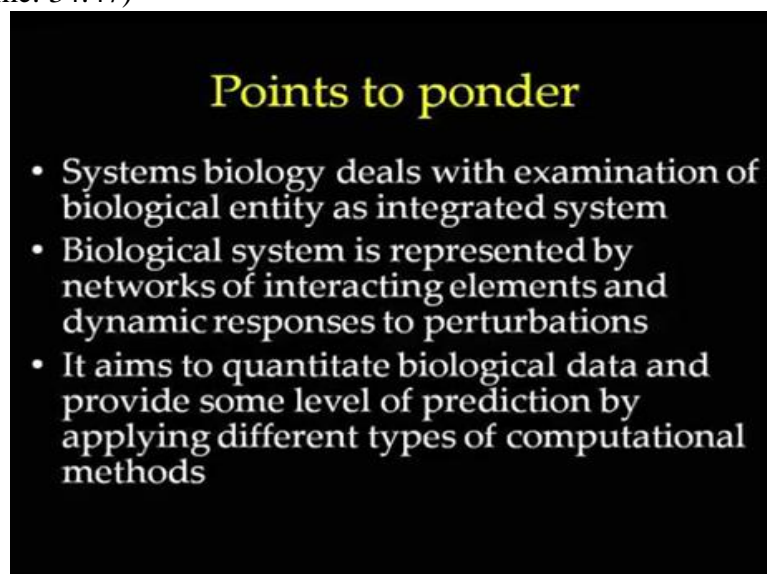 Points to ponder
• Systems biology deals with examination of
biological entity as integrated system
• Biological system is represented by
networks of interacting elements and
dynamic responses to perturbations
• It aims to quantitate biological data and
provide some level of prediction by
applying different types of computational
methods